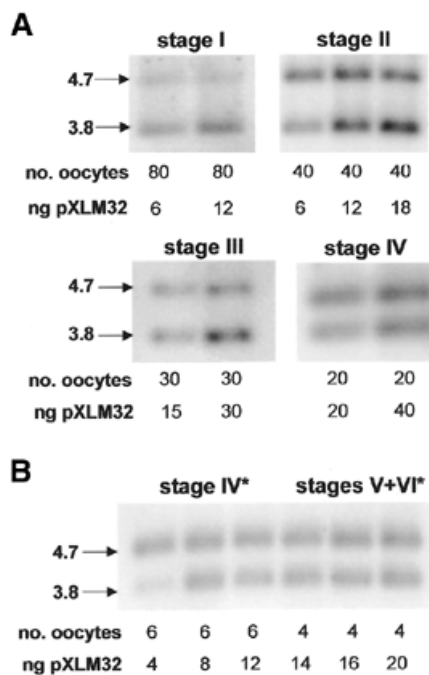 A
stage I
stage II
4.7
3.8
no. oocytes 80 80 40 40 40
ng pXLM32 6 12 6 12 18
stage III
stage IV
4.7
3.8
no. oocytes 30 30 20 20
ng pXLM32 15 30 20 40
B
stage IV* stages V+VI*
4.7
3.8
no. oocytes 6 6 6 4 4 4
ng pXLM32 4 8 12 14 16 20